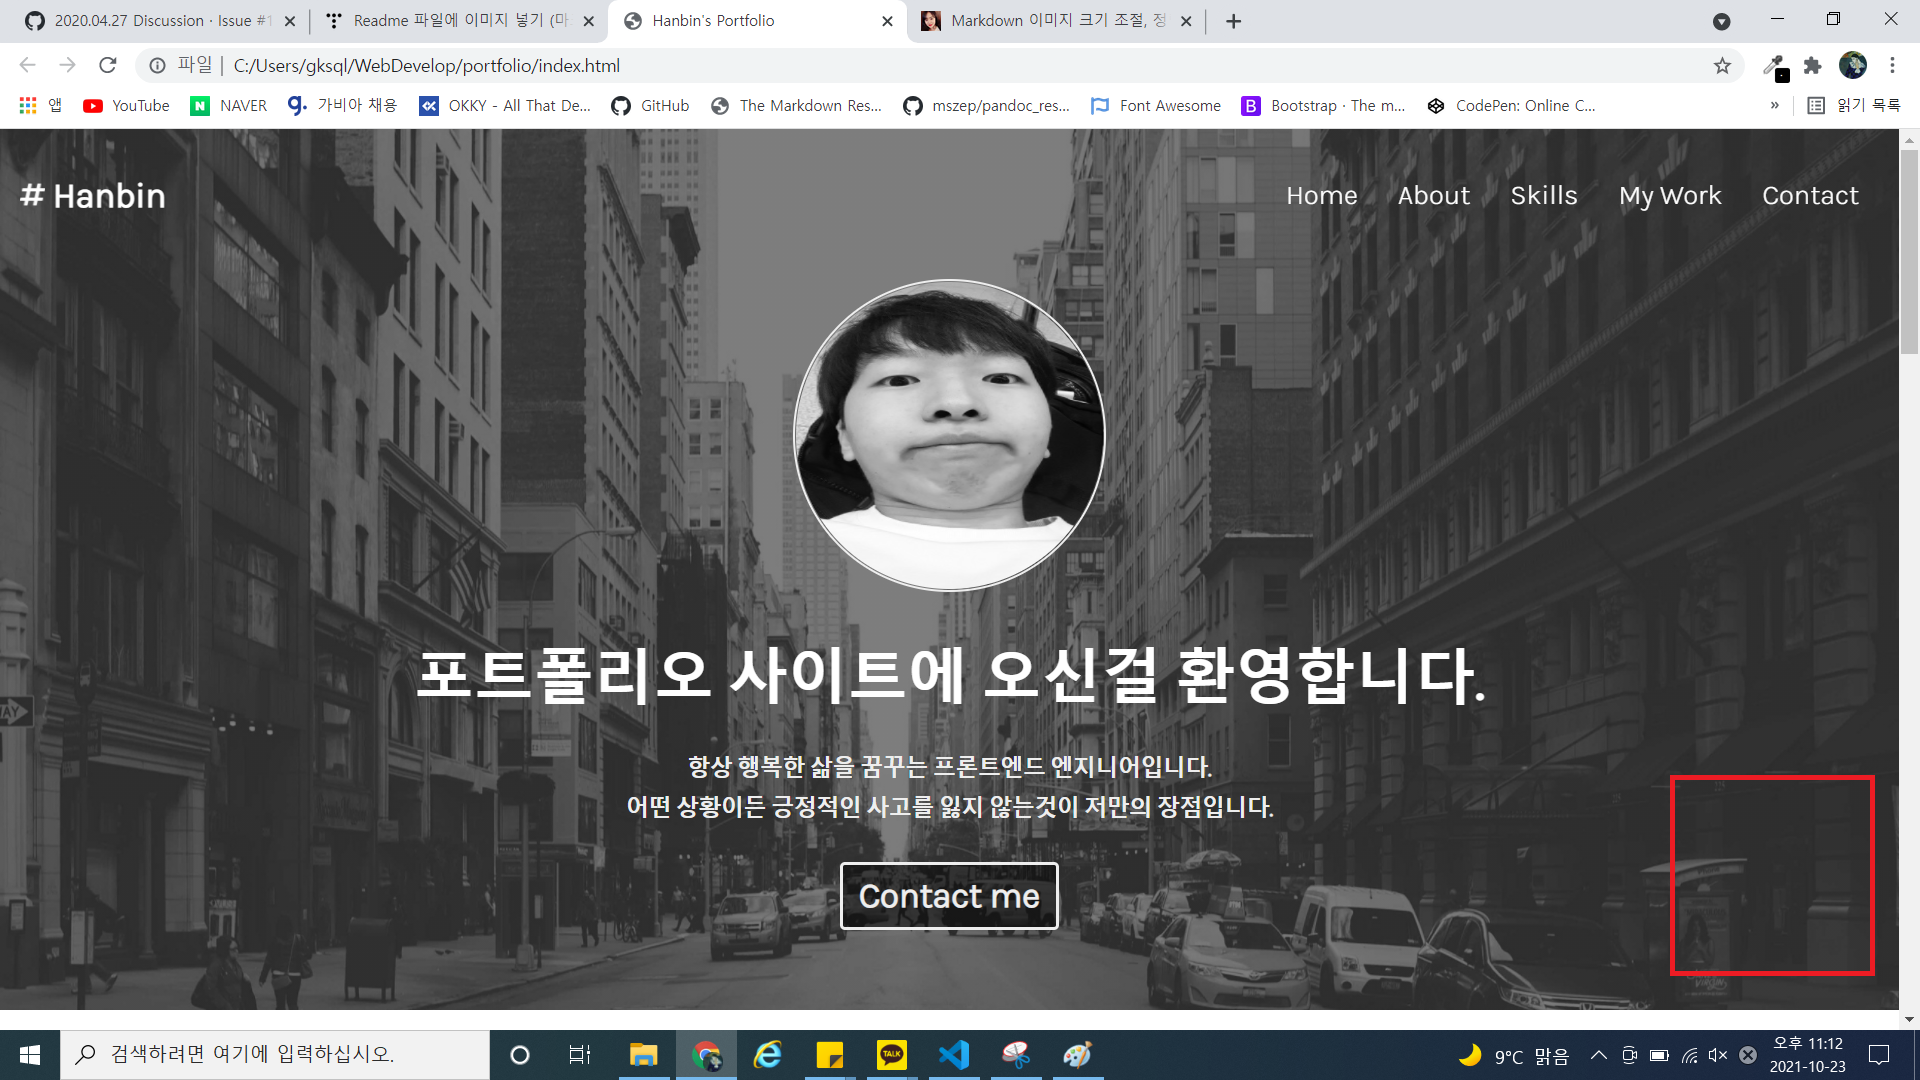 2020.04.27 Discussion · Issue #1
Readme 파일에 이미지 넣기 (마
Hanbin's Portfolio
Markdown 이미지 크기 조절, 정
파일 | C:/Users/gksql/WebDevelop/portfolio/index.html
앱
YouTube
NAVER
가비아 채용
OKKY - All That De...
GitHub
The Markdown Res...
mszep/pandoc_res...
Font Awesome
Bootstrap · The m...
CodePen: Online C...
»
읽기 목록
# Hanbin
Home
About
Skills
My Work
Contact
포트폴리오 사이트에 오신걸 환영합니다.
항상 행복한 삶을 꿈꾸는 프론트엔드 엔지니어입니다.
어떤 상황이든 긍정적인 사고를 잃지 않는것이 저만의 장점입니다.
Contact me
검색하려면 여기에 입력하십시오.
TALK
9°C 맑음
오후 11:12
2021-10-23